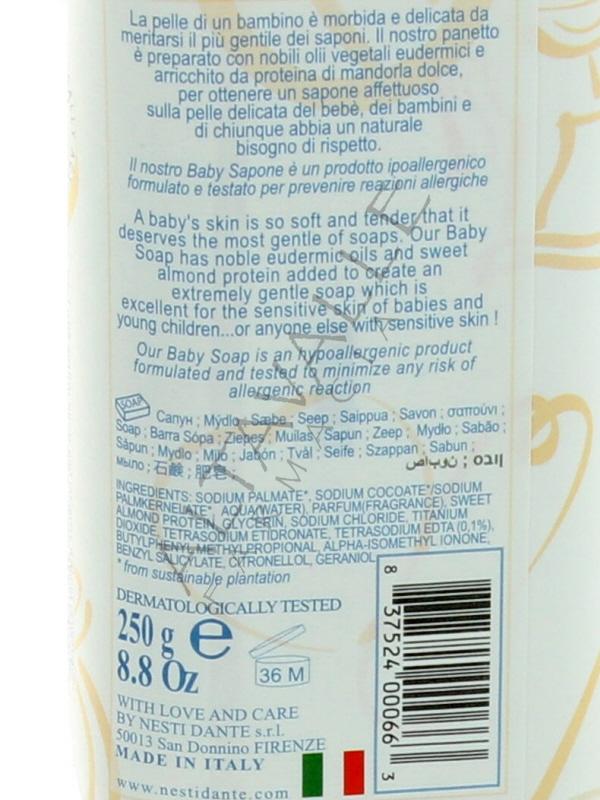 La pelle di un bambino è morbida e delicata da
meritarsi il più gentile dei saponi. Il nostro panetto
è preparato con nobili olii vegetali eudermici e
arricchito da proteina di mandorla dolce,
per ottenere un sapone affettuoso
sulla pelle delicata del bebè, dei bambini e
di chiunque abbia un naturale
bisogno di rispetto.
Il nostro Baby Sapone è un prodotto ipoallergenico
formulato e testato per prevenire reazioni allergiche
A baby's skin is so soft and tender that it
deserves the most gentle of soaps. Our Baby
Soap has noble eudermic oils and sweet
almond protein added to create an
extremely gentle soap which is
excellent for the sensitive skin of babies and
young children...or anyone else with sensitive skin !
Our Baby Soap is an hypoallergenic product
formulated and tested to minimize any risk of
allergenic reaction
SOAP
Сапун ; Mýdlo ; Sæbe ; Seep ; Saippua ; Savon ; σαπούνι ;
Soap ; Barra Sópa ; Ziepes ; Muilas ; Sapun ; Zeep ; Mydło ; Sabão ;
Săpun ; Mydlo ; Milo ; Jabón ; Tvål ; Seife ; Szappan ; Sabun ;
мыло ; 石鹸 ; 肥皂 ; صابون ; סבון
INGREDIENTS: SODIUM PALMATE*, SODIUM COCOATE*/SODIUM
PALMKERNELATE*, AQUA(WATER), PARFUM(FRAGRANCE), SWEET
ALMOND PROTEIN, GLYCERIN, SODIUM CHLORIDE, TITANIUM
DIOXIDE, TETRASODIUM ETIDRONATE, TETRASODIUM EDTA (0,1%),
BUTYLPHENYL METHYLPROPIONAL, ALPHA-ISOMETHYL IONONE,
BENZYL SALICYLATE, CITRONELLOL, GERANIOL
* from sustainable plantation
DERMATOLOGICALLY TESTED
250 g e
8.8 Oz
36 M
WITH LOVE AND CARE
BY NESTI DANTE s.r.l.
50013 San Donnino FIRENZE
MADE IN ITALY
www.nestidante.com
8 37524 00066 3